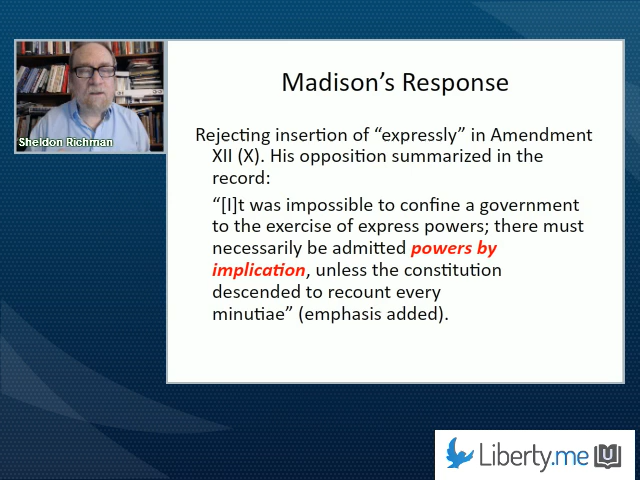 Sheldon Richman
Madison’s Response
Rejecting insertion of “expressly” in Amendment
XII (X). His opposition summarized in the
record:
“[I]t was impossible to confine a government
to the exercise of express powers; there must
necessarily be admitted powers by
implication, unless the constitution
descended to recount every
minutiae” (emphasis added).
Liberty.me U